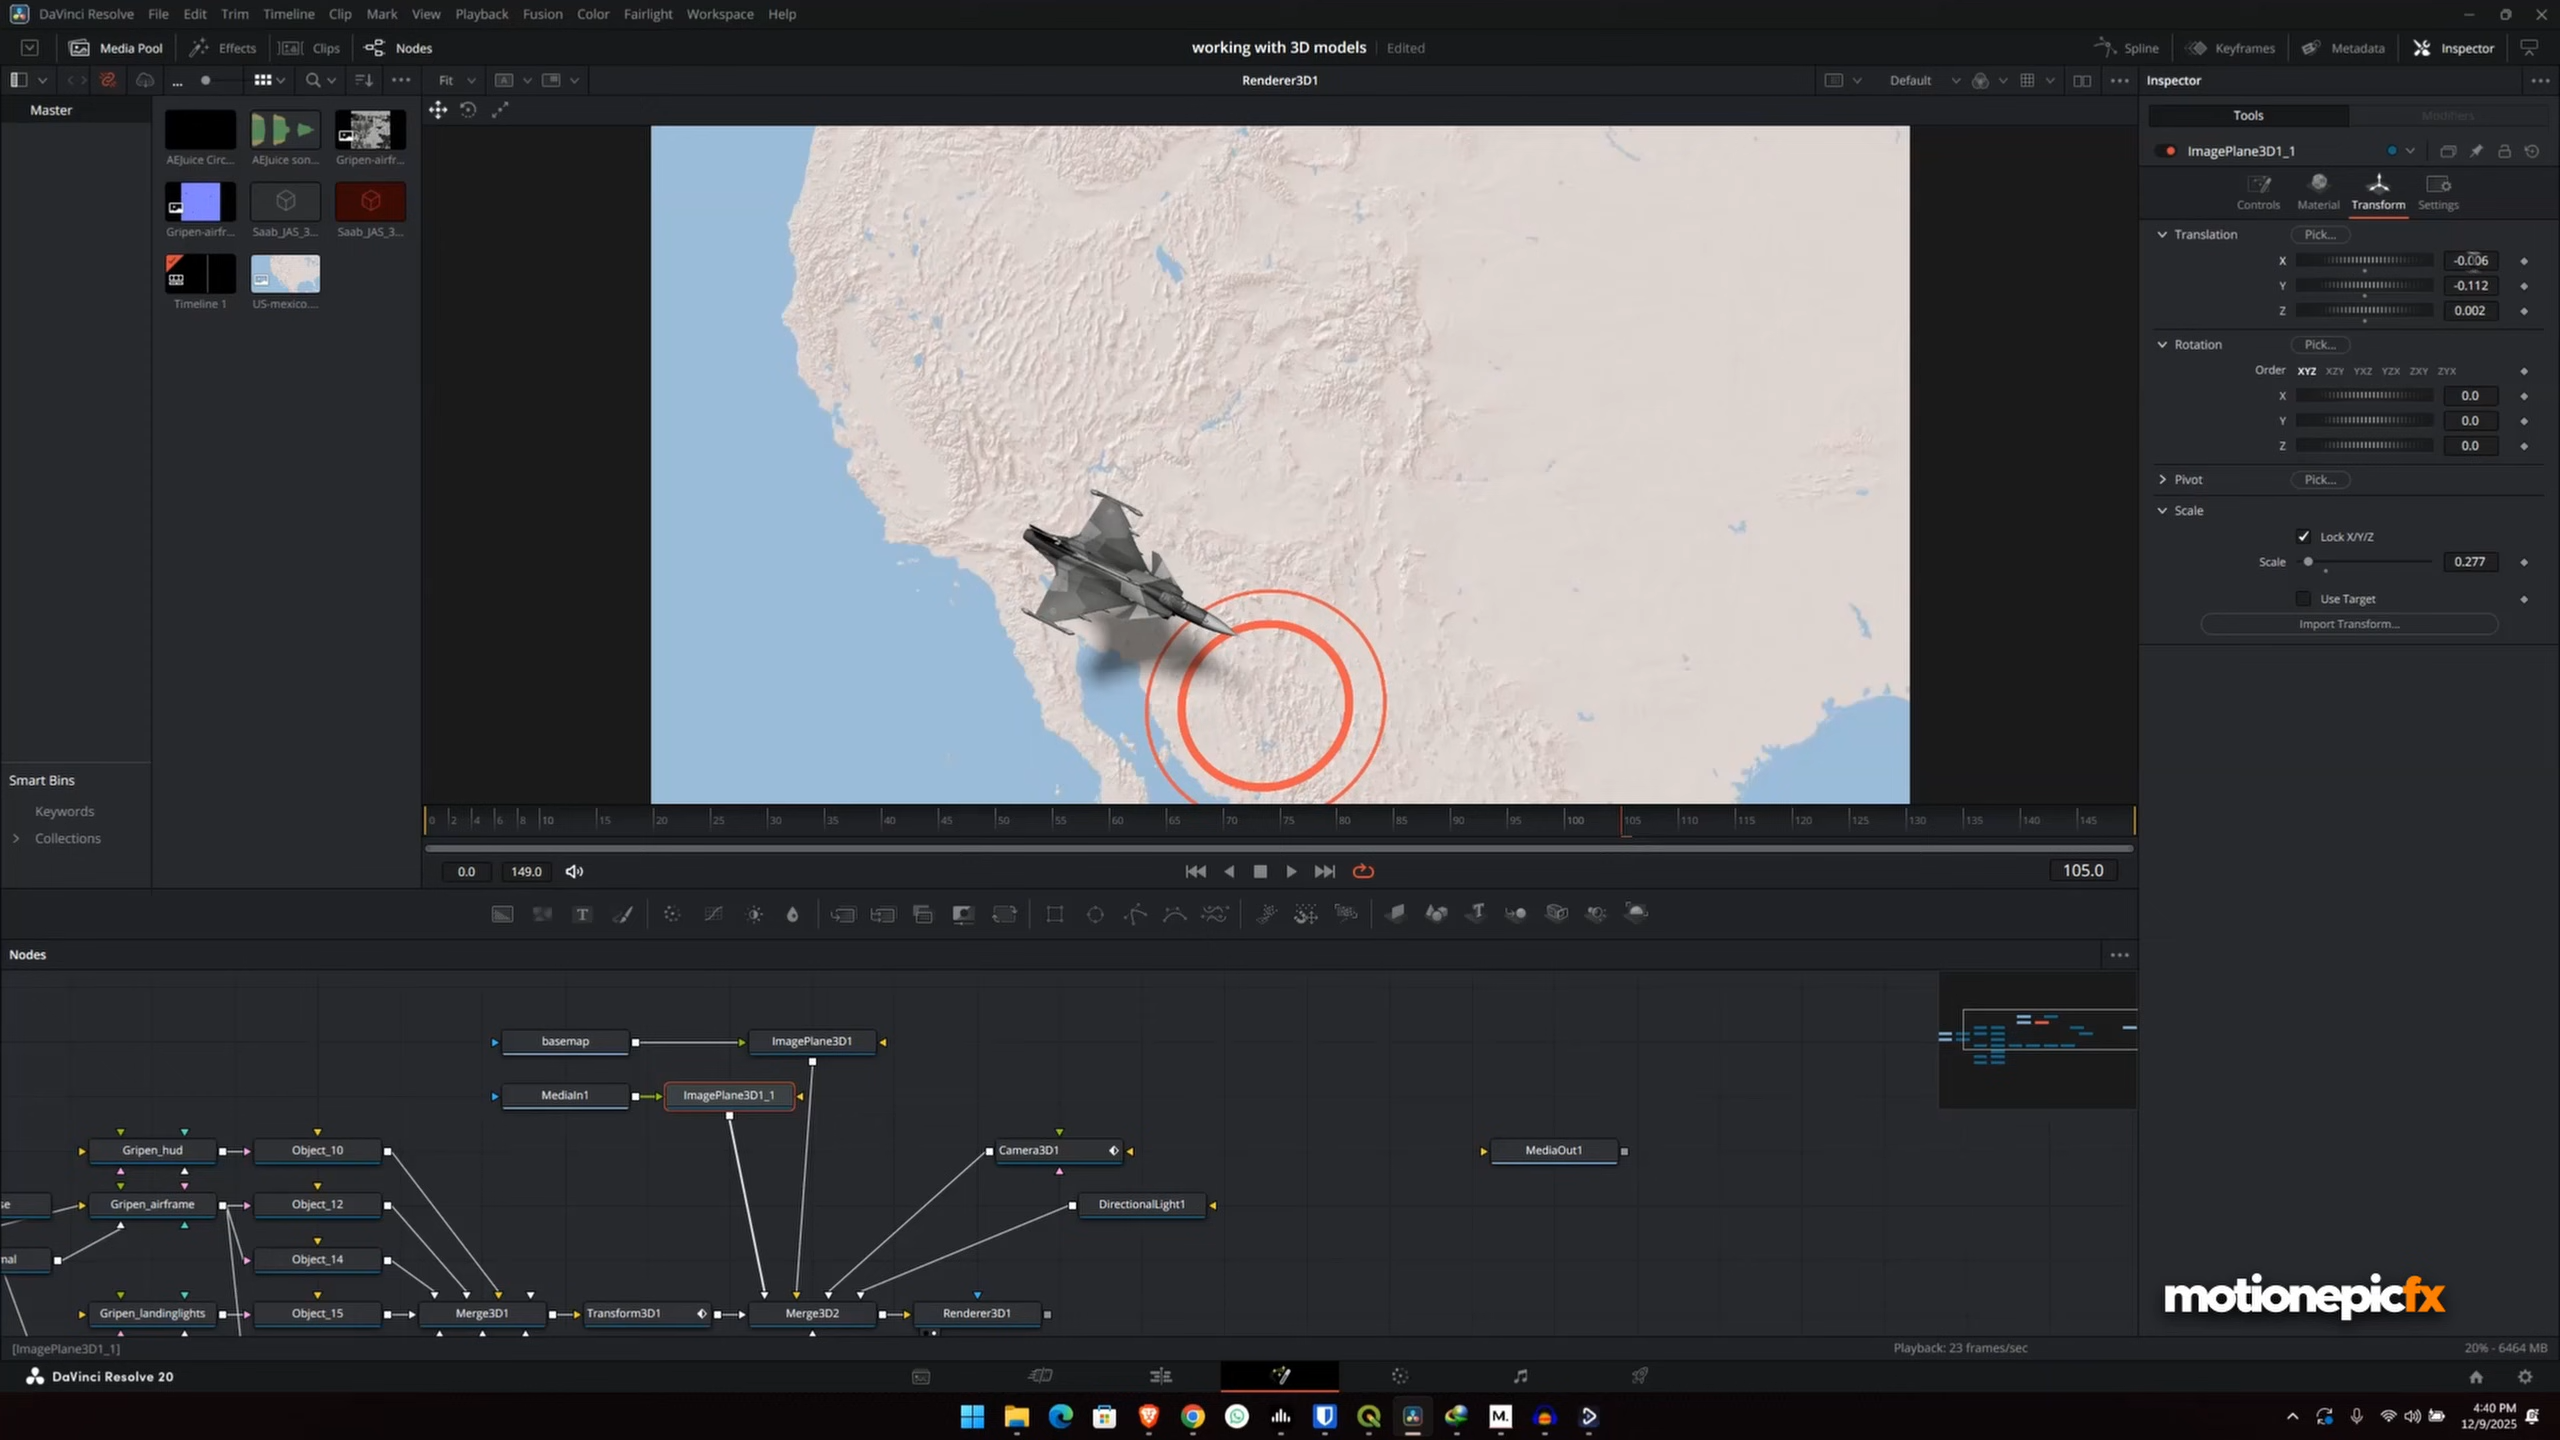 DaVinci Resolve File Edit Trim Timeline Clip Mark View Playback Fusion Color Fairlight Workspace Help
Media Pool Effects Clips Nodes working with 3D models Edited Spline Keyframes Metadata Inspector
... Fit Renderer3D1 Default Inspector
Master
Tools Modifiers
AEJuice Circ... AEJuice son... Gripen-airfr...
ImagePlane3D1_1
Gripen-airfr... Saab_JAS_3... Saab_JAS_3...
Controls Material Transform Settings
Timeline 1 US-mexico....
Translation Pick...
X -0.006
Y -0.112
Z 0.002
Rotation Pick...
Order XYZ XZY YXZ YZX ZXY ZYX
X 0.0
Y 0.0
Z 0.0
Pivot Pick...
Scale
Lock X/Y/Z
Scale 0.277
Use Target
Import Transform...
Smart Bins
Keywords
Collections
0 2 4 6 8 10 15 20 25 30 35 40 45 50 55 60 65 70 75 80 85 90 95 100 105 110 115 120 125 130 135 140 145
0.0 149.0 105.0
T T
Nodes
basemap ImagePlane3D1
MediaIn1 ImagePlane3D1_1
Gripen_hud Object_10 Camera3D1 MediaOut1
se Gripen_airframe Object_12 DirectionalLight1
Object_14
Gripen_landinglights Object_15 Merge3D1 Transform3D1 Merge3D2 Renderer3D1
motionepicfx
[ImagePlane3D1_1] Playback: 23 frames/sec 20% - 6464 MB
DaVinci Resolve 20
M.
4:40 PM
12/9/2025